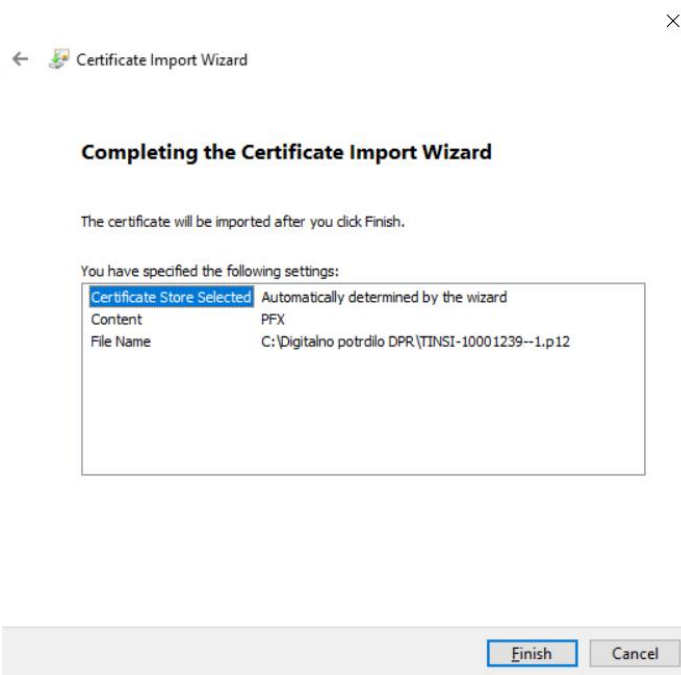 Certificate Import Wizard
Completing the Certificate Import Wizard
The certificate will be imported after you click Finish.
You have specified the following settings:
Certificate Store Selected Automatically determined by the wizard
Content PFX
File Name C:\Digitalno potrdilo DPR\TINSI-10001239--1.p12
Finish Cancel